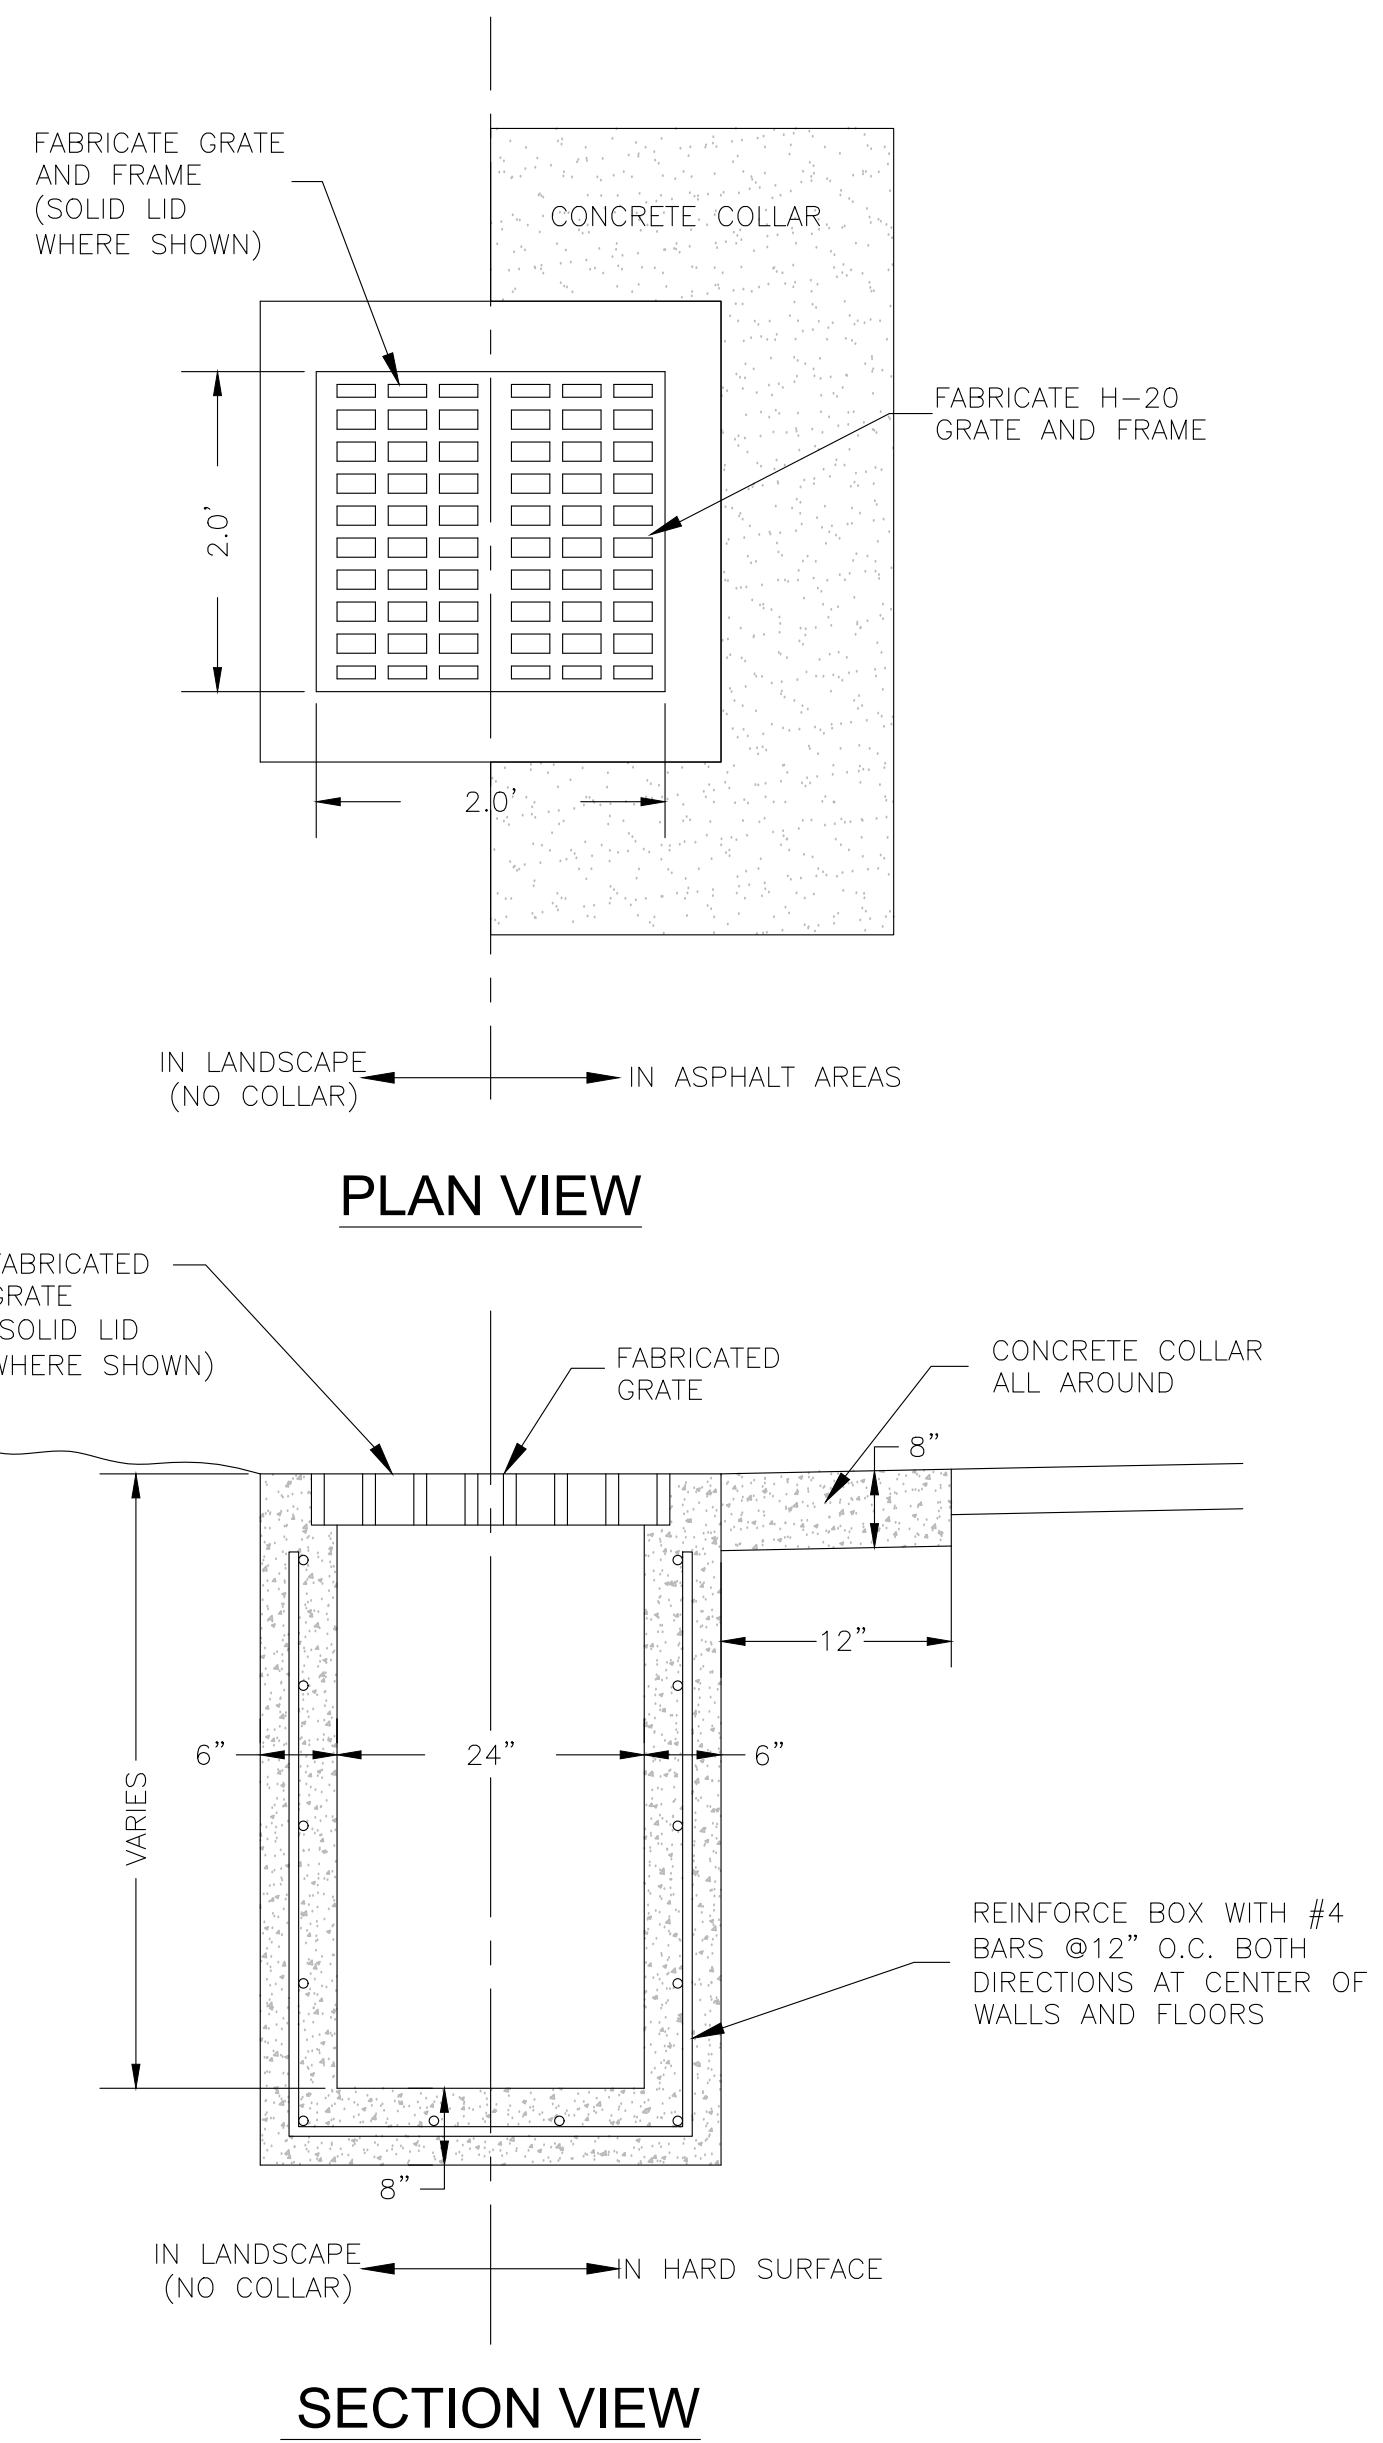 FABRICATE GRATE
AND FRAME
(SOLID LID
WHERE SHOWN)
CONCRETE COLLAR
FABRICATE H-20
GRATE AND FRAME
2.0'
2.0'
IN LANDSCAPE
(NO COLLAR)
IN ASPHALT AREAS
PLAN VIEW
FABRICATED
GRATE
(SOLID LID
WHERE SHOWN)
FABRICATED
GRATE
CONCRETE COLLAR
ALL AROUND
8"
12"
6"
24"
6"
VARIES
REINFORCE BOX WITH #4
BARS @12" O.C. BOTH
DIRECTIONS AT CENTER OF
WALLS AND FLOORS
8"
IN LANDSCAPE
(NO COLLAR)
IN HARD SURFACE
SECTION VIEW